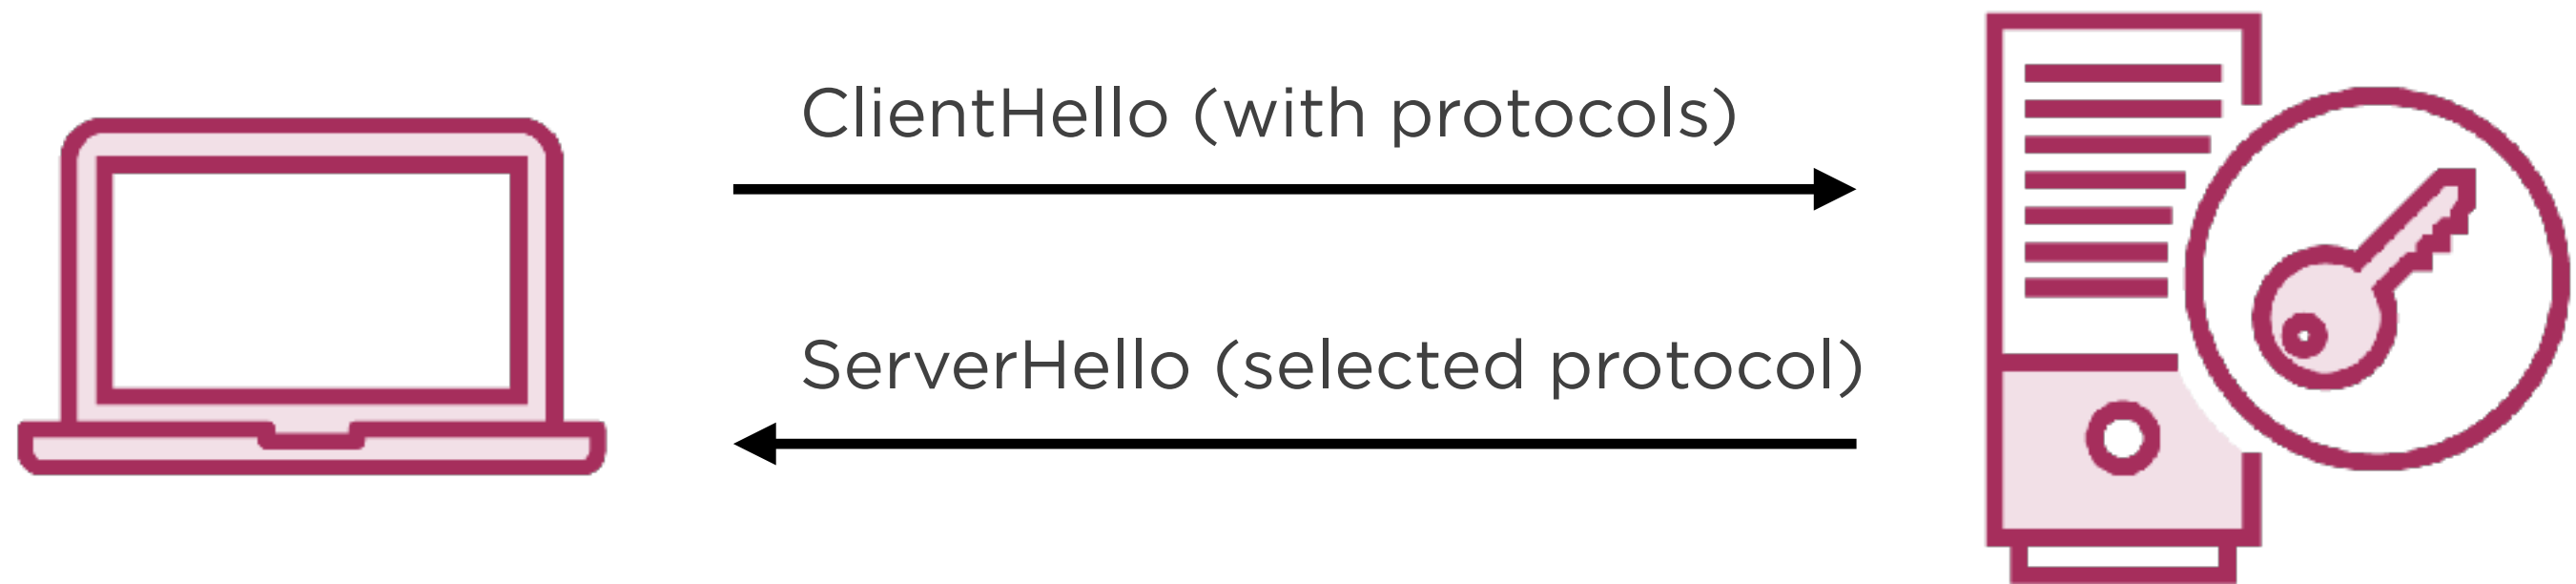 ClientHello (with protocols)
ServerHello (selected protocol)